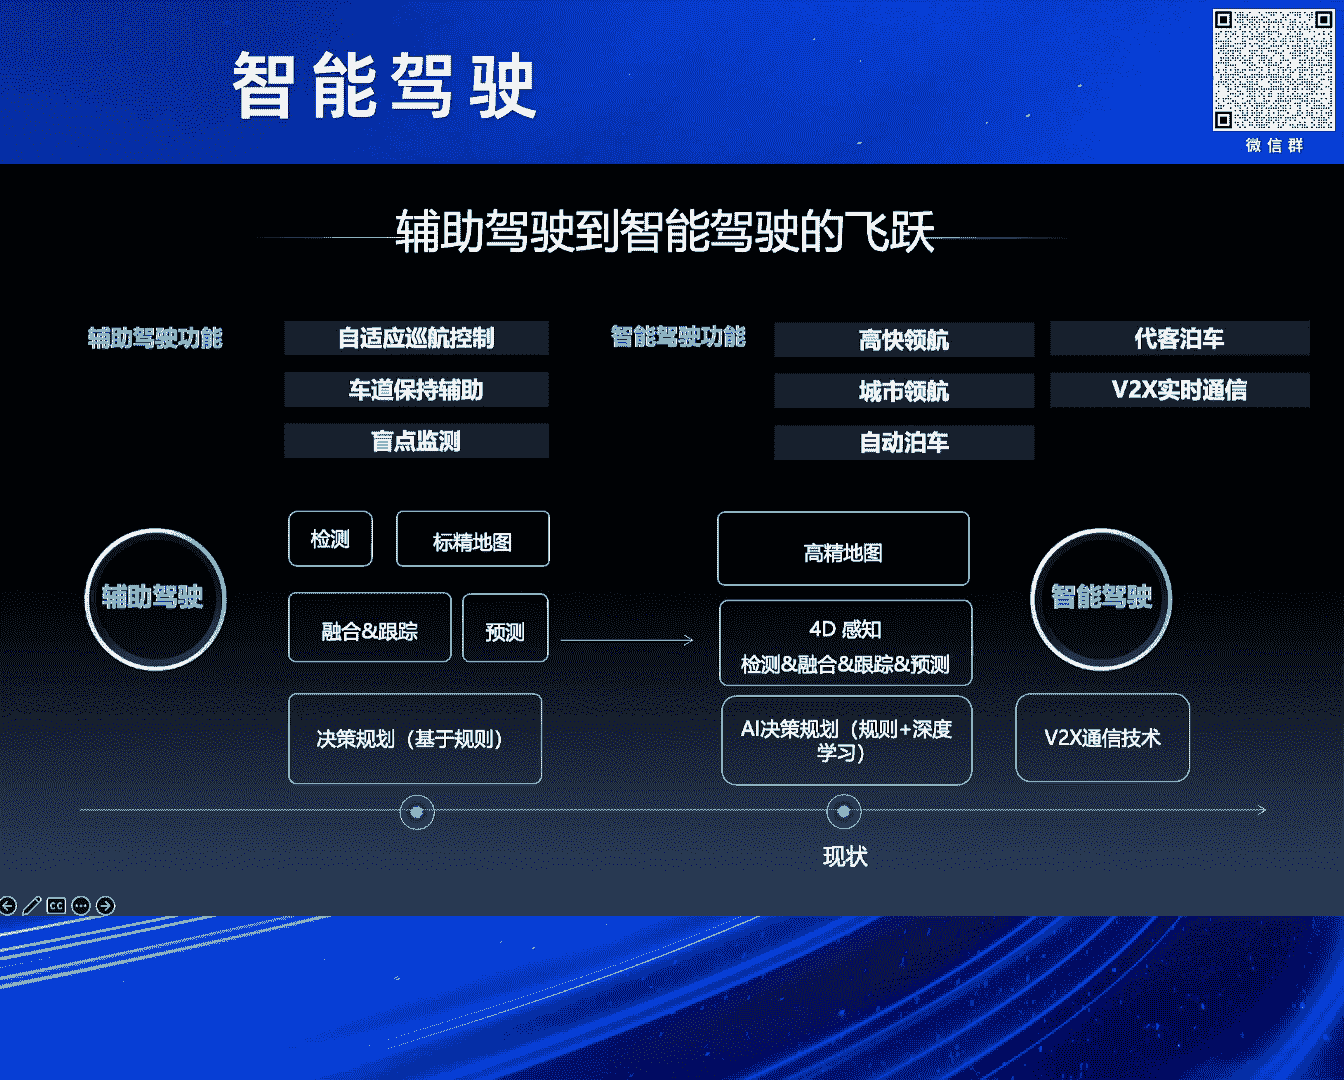 智能驾驶
微信群
辅助驾驶到智能驾驶的飞跃
辅助驾驶功能
自适应巡航控制
车道保持辅助
盲点监测
智能驾驶功能
高快领航
代客泊车
城市领航
V2X实时通信
自动泊车
辅助驾驶
检测
标精地图
融合&跟踪
预测
决策规划（基于规则）
高精地图
4D 感知
检测&融合&跟踪&预测
AI决策规划（规则+深度
学习）
智能驾驶
V2X通信技术
现状
CC